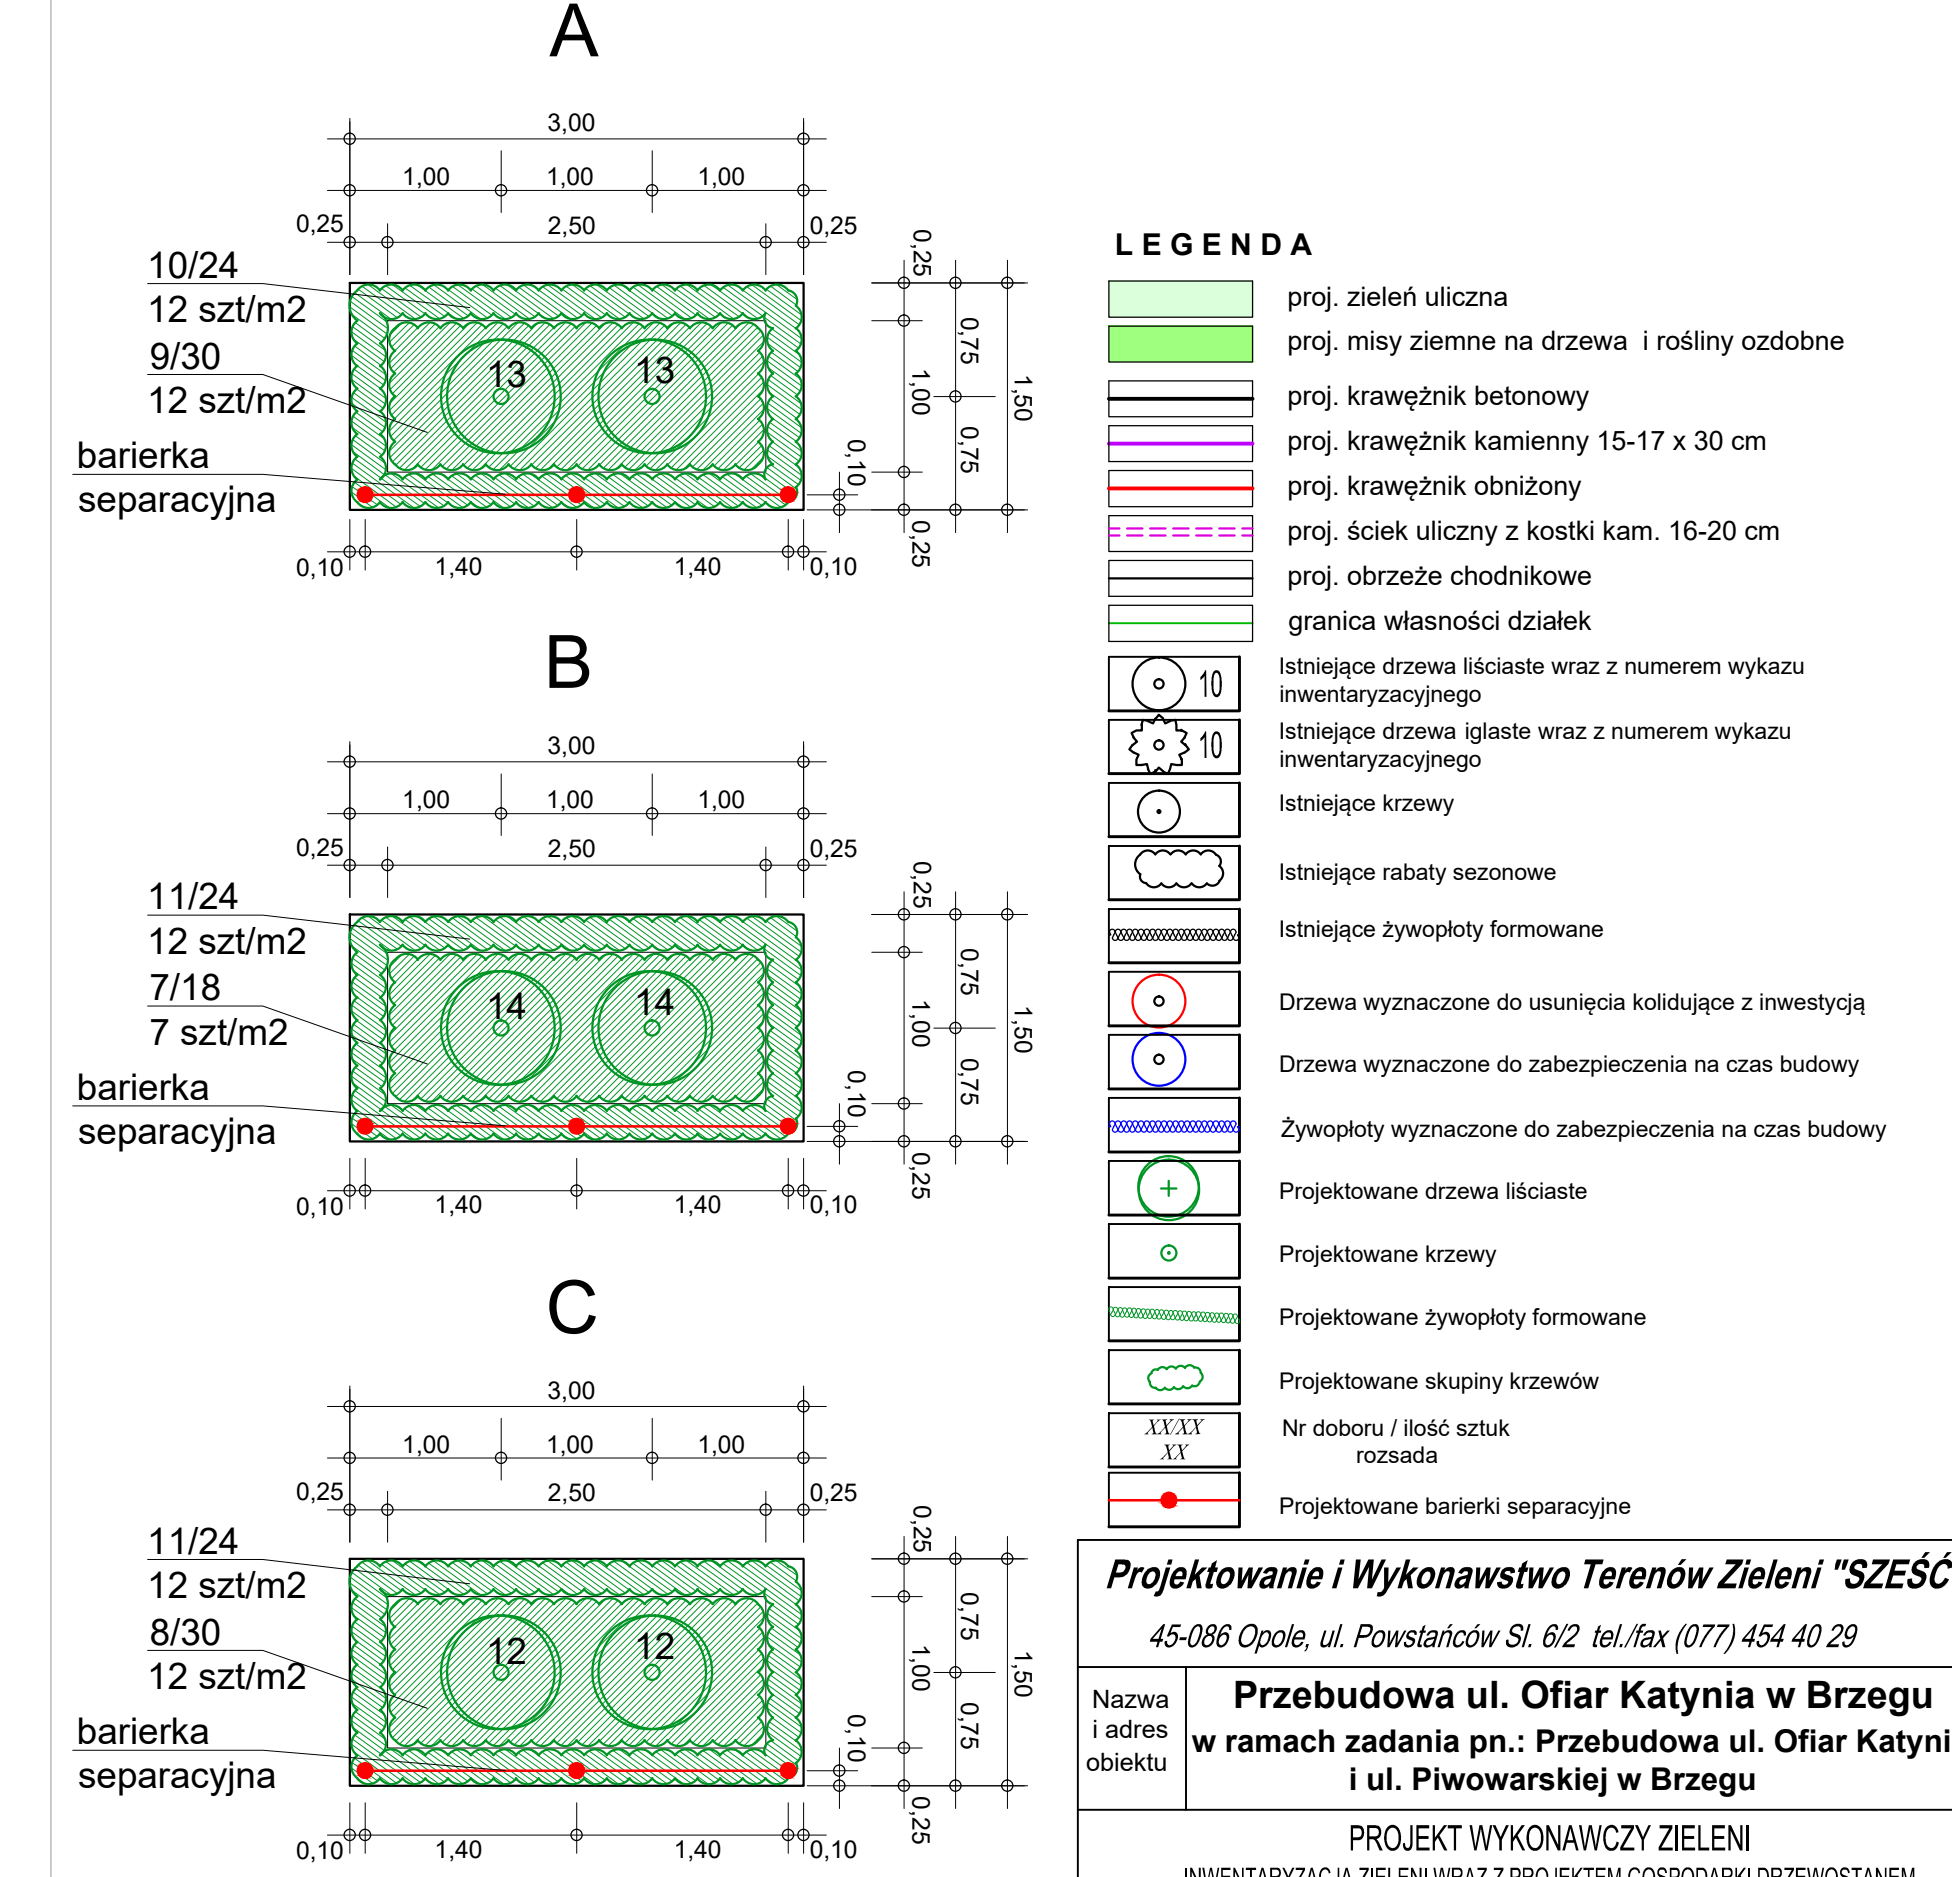 A
3,00
1,00 1,00 1,00
0,25 2,50 0,25
10/24
12 szt/m2
9/30
12 szt/m2
barierka
separacyjna
13 13
0,25
0,75
1,00
1,50
0,75
0,10
0,25
0,10 1,40 1,40 0,10
B
3,00
1,00 1,00 1,00
0,25 2,50 0,25
11/24
12 szt/m2
7/18
7 szt/m2
barierka
separacyjna
14 14
0,25
0,75
1,00
1,50
0,75
0,10
0,25
0,10 1,40 1,40 0,10
C
3,00
1,00 1,00 1,00
0,25 2,50 0,25
11/24
12 szt/m2
8/30
12 szt/m2
barierka
separacyjna
12 12
0,25
0,75
1,00
1,50
0,75
0,10
0,25
0,10 1,40 1,40 0,10
LEGENDA
proj. zieleń uliczna
proj. misy ziemne na drzewa i rośliny ozdobne
proj. krawężnik betonowy
proj. krawężnik kamienny 15-17 x 30 cm
proj. krawężnik obniżony
proj. ściek uliczny z kostki kam. 16-20 cm
proj. obrzeże chodnikowe
granica własności działek
10 Istniejące drzewa liściaste wraz z numerem wykazu
inwentaryzacyjnego
10 Istniejące drzewa iglaste wraz z numerem wykazu
inwentaryzacyjnego
Istniejące krzewy
Istniejące rabaty sezonowe
Istniejące żywopłoty formowane
Drzewa wyznaczone do usunięcia kolidujące z inwestycją
Drzewa wyznaczone do zabezpieczenia na czas budowy
Żywopłoty wyznaczone do zabezpieczenia na czas budowy
Projektowane drzewa liściaste
Projektowane krzewy
Projektowane żywopłoty formowane
Projektowane skupiny krzewów
XX/XX Nr doboru / ilość sztuk
XX rozsada
Projektowane barierki separacyjne
Projektowanie i Wykonawstwo Terenów Zieleni "SZEŚĆ
45-086 Opole, ul. Powstańców Sl. 6/2 tel./fax (077) 454 40 29
Nazwa
i adres
obiektu
Przebudowa ul. Ofiar Katynia w Brzegu
w ramach zadania pn.: Przebudowa ul. Ofiar Katyni
i ul. Piwowarskiej w Brzegu
PROJEKT WYKONAWCZY ZIELENI
INWENTARYZACJA ZIELENI WRAZ Z PROJEKTEM GOSPODARKI DRZEWOSTANEM